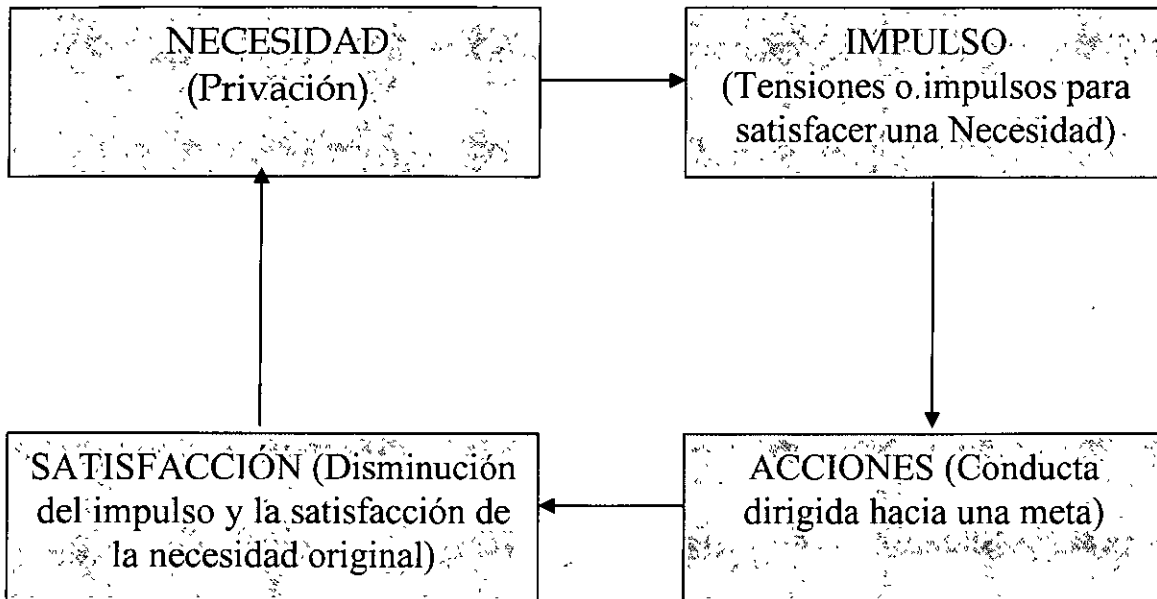 NECESIDAD
(Privación)
IMPULSO
(Tensiones o impulsos para
satisfacer una Necesidad)
SATISFACCIÓN (Disminución
del impulso y la satisfacción de
la necesidad original)
ACCIONES (Conducta
dirigida hacia una meta)